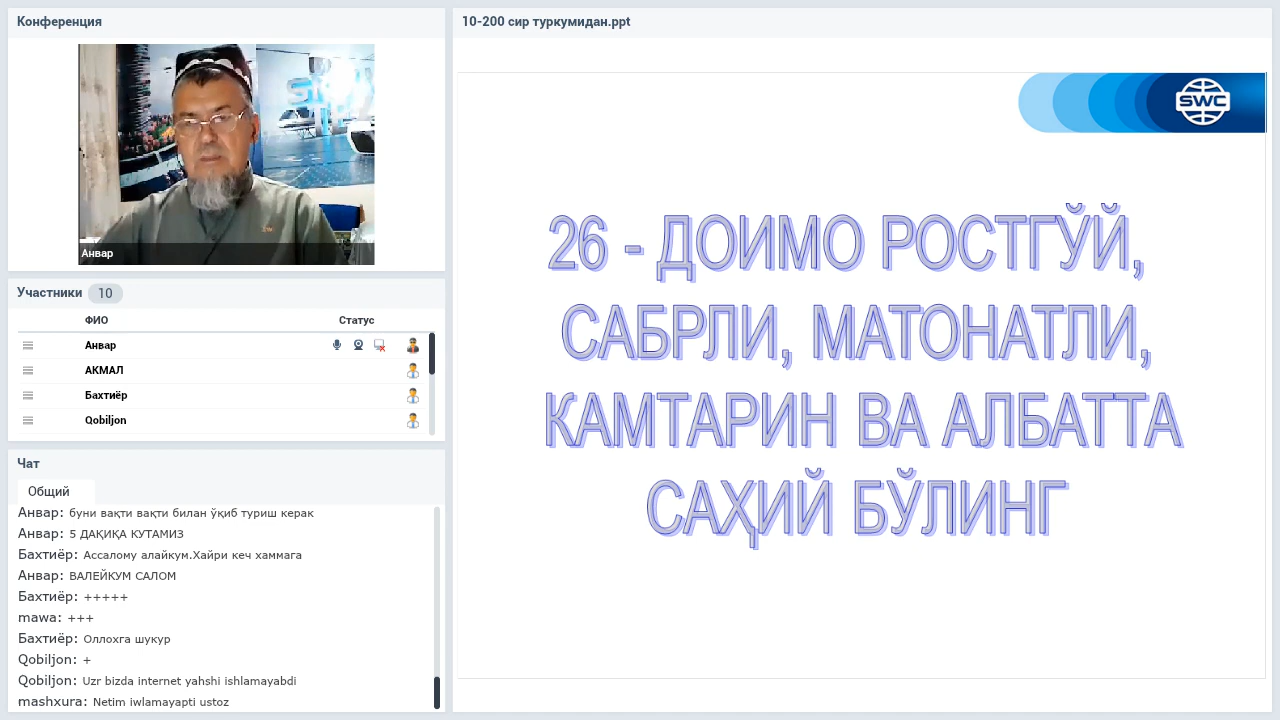 Конференция
Анвар
Участники 10
ФИО Статус
Анвар
АКМАЛ
Бахтиёр
Qobiljon
Чат
Общий
Анвар: буни вақти вақти билан ўқиб туриш керак
Анвар: 5 ДАҚИҚА КУТАМИЗ
Бахтиёр: Ассалому алайкум.Хайри кеч хаммага
Анвар: ВАЛЕЙКУМ САЛОМ
Бахтиёр: +++++
mawa: +++
Бахтиёр: Оллохга шукур
Qobiljon: +
Qobiljon: Uzr bizda internet yahshi ishlamayabdi
mashxura: Netim iwlamayapti ustoz
10-200 сир туркумидан.ppt
SWC
26 - ДОИМО РОСТГЎЙ,
САБРЛИ, МАТОНАТЛИ,
КАМТАРИН ВА АЛБАТТА
САҲИЙ БЎЛИНГ